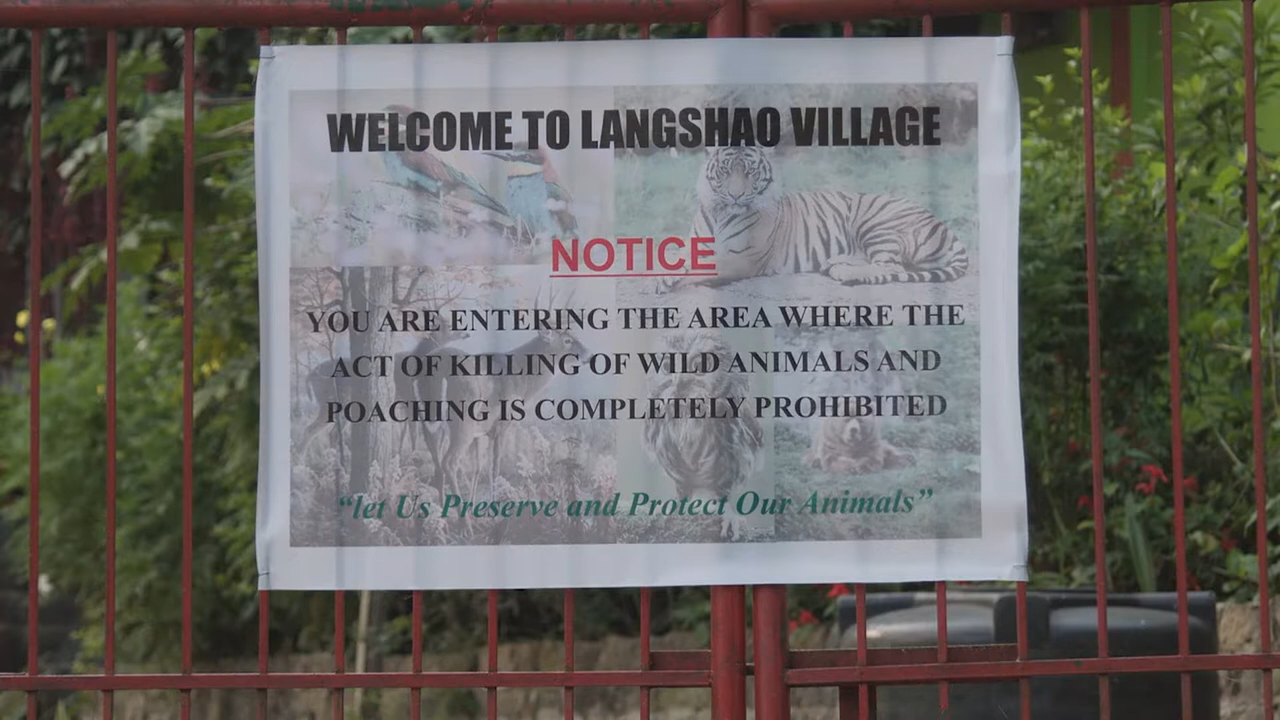 WELCOME TO LANGSHAO VILLAGE
NOTICE
YOU ARE ENTERING THE AREA WHERE THE
ACT OF KILLING OF WILD ANIMALS AND
POACHING IS COMPLETELY PROHIBITED
“let Us Preserve and Protect Our Animals”